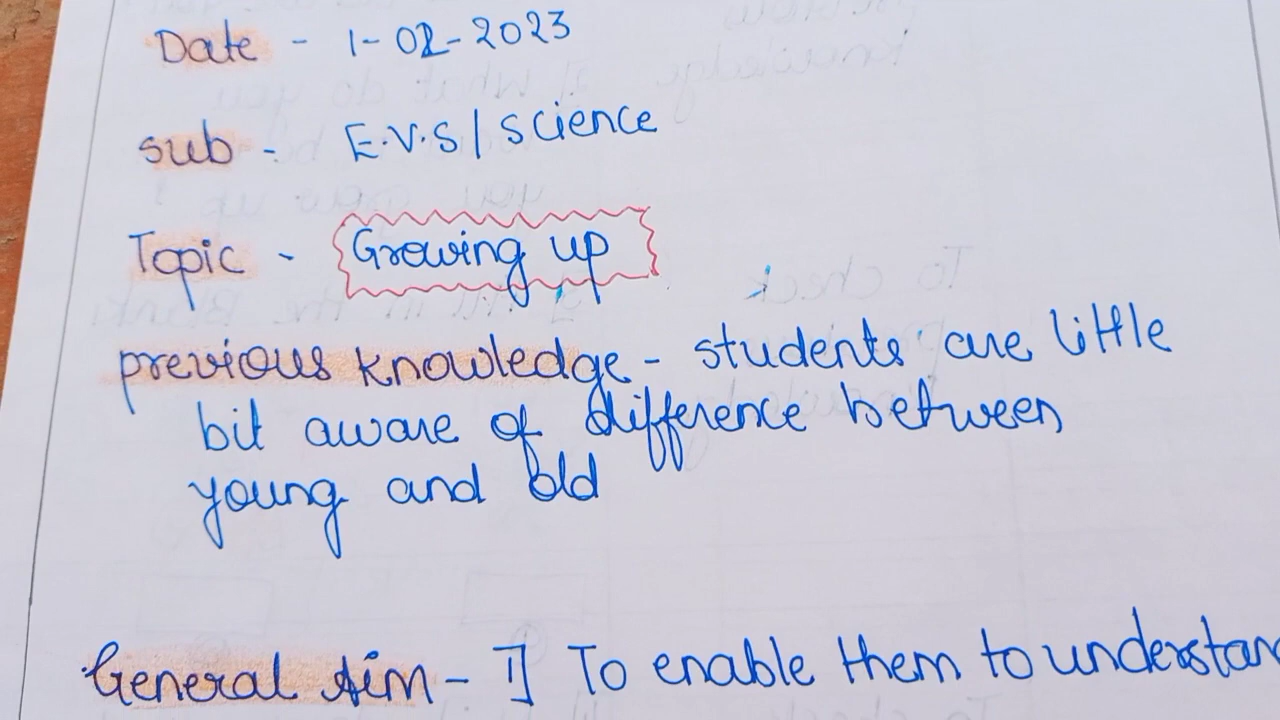 Date - 1-02-2023
sub - E.V.S / science
Topic - Growing up
previous knowledge - students are little
bit aware of difference between
young and old
General Aim - 1] To enable them to understan